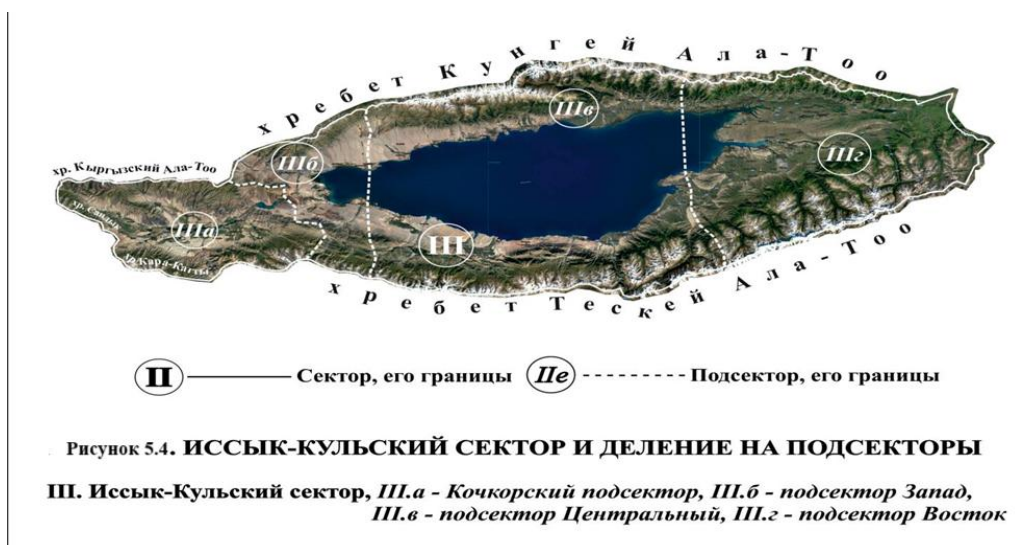 хребет Кунгей Ала-Тоо
хр. Кыргызский Ала-Тоо
IIIб
IIIв
IIIг
IIIа
III
хр. Кара-Катты
хребет Тескей Ала-Тоо
II Сектор, его границы IIе Подсектор, его границы
Рисунок 5.4. ИССЫК-КУЛЬСКИЙ СЕКТОР И ДЕЛЕНИЕ НА ПОДСЕКТОРЫ
III. Иссык-Кульский сектор, III.а - Кочкорский подсектор, III.б - подсектор Запад,
III.в - подсектор Центральный, III.г - подсектор Восток